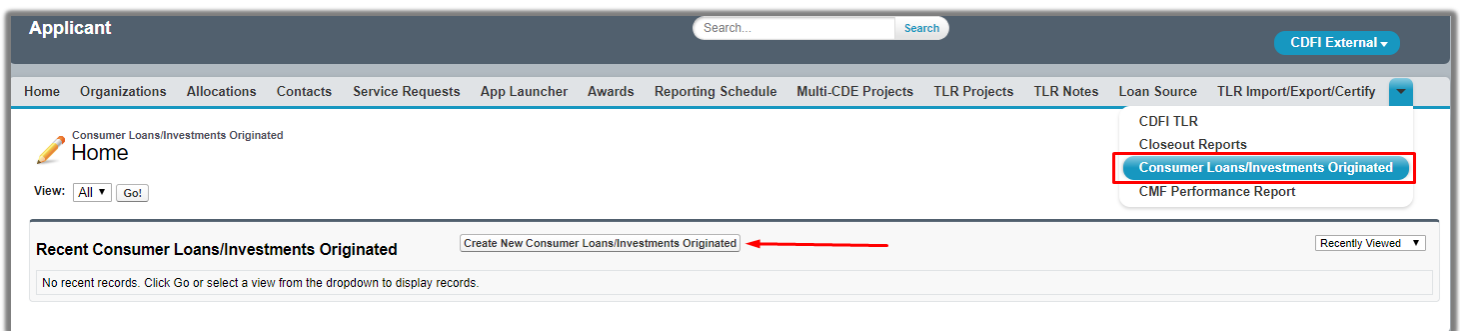 Applicant
Search... Search
CDFI External
Home Organizations Allocations Contacts Service Requests App Launcher Awards Reporting Schedule Multi-CDE Projects TLR Projects TLR Notes Loan Source TLR Import/Export/Certify
CDFI TLR
Closeout Reports
Consumer Loans/Investments Originated
CMF Performance Report
Consumer Loans/Investments Originated
Home
View: All Go!
Recent Consumer Loans/Investments Originated Create New Consumer Loans/Investments Originated Recently Viewed
No recent records. Click Go or select a view from the dropdown to display records.